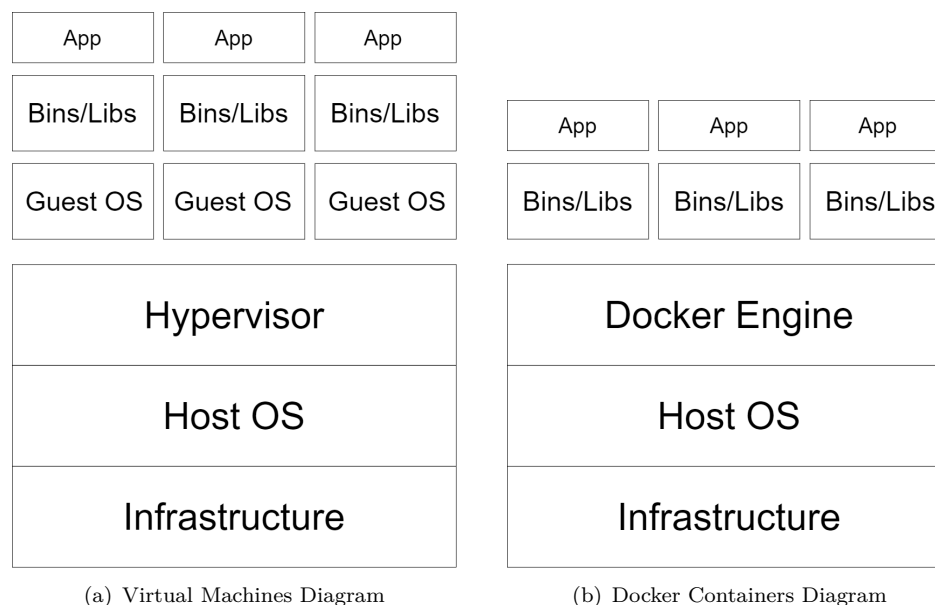 App App App
Bins/Libs Bins/Libs Bins/Libs
Guest OS Guest OS Guest OS
Hypervisor
Host OS
Infrastructure
(a) Virtual Machines Diagram
App App App
Bins/Libs Bins/Libs Bins/Libs
Docker Engine
Host OS
Infrastructure
(b) Docker Containers Diagram